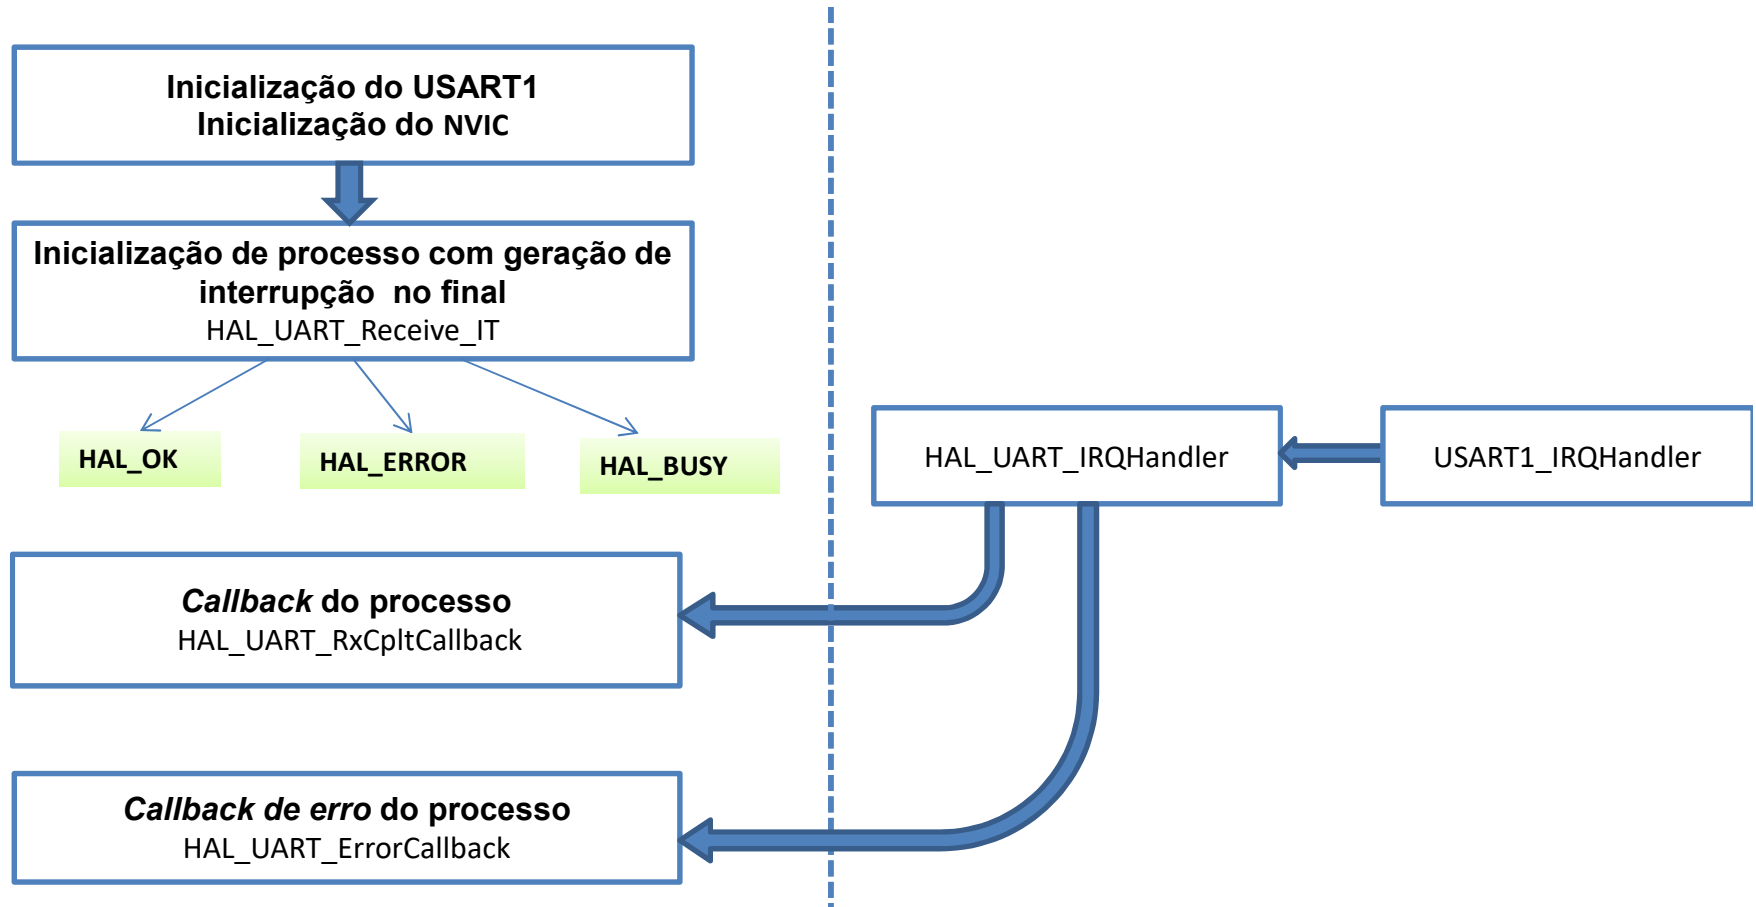 Inicialização do USART1
Inicialização do NVIC
Inicialização de processo com geração de
interrupção no final
HAL_UART_Receive_IT
HAL_OK
HAL_ERROR
HAL_BUSY
HAL_UART_IRQHandler
USART1_IRQHandler
Callback do processo
HAL_UART_RxCpltCallback
Callback de erro do processo
HAL_UART_ErrorCallback